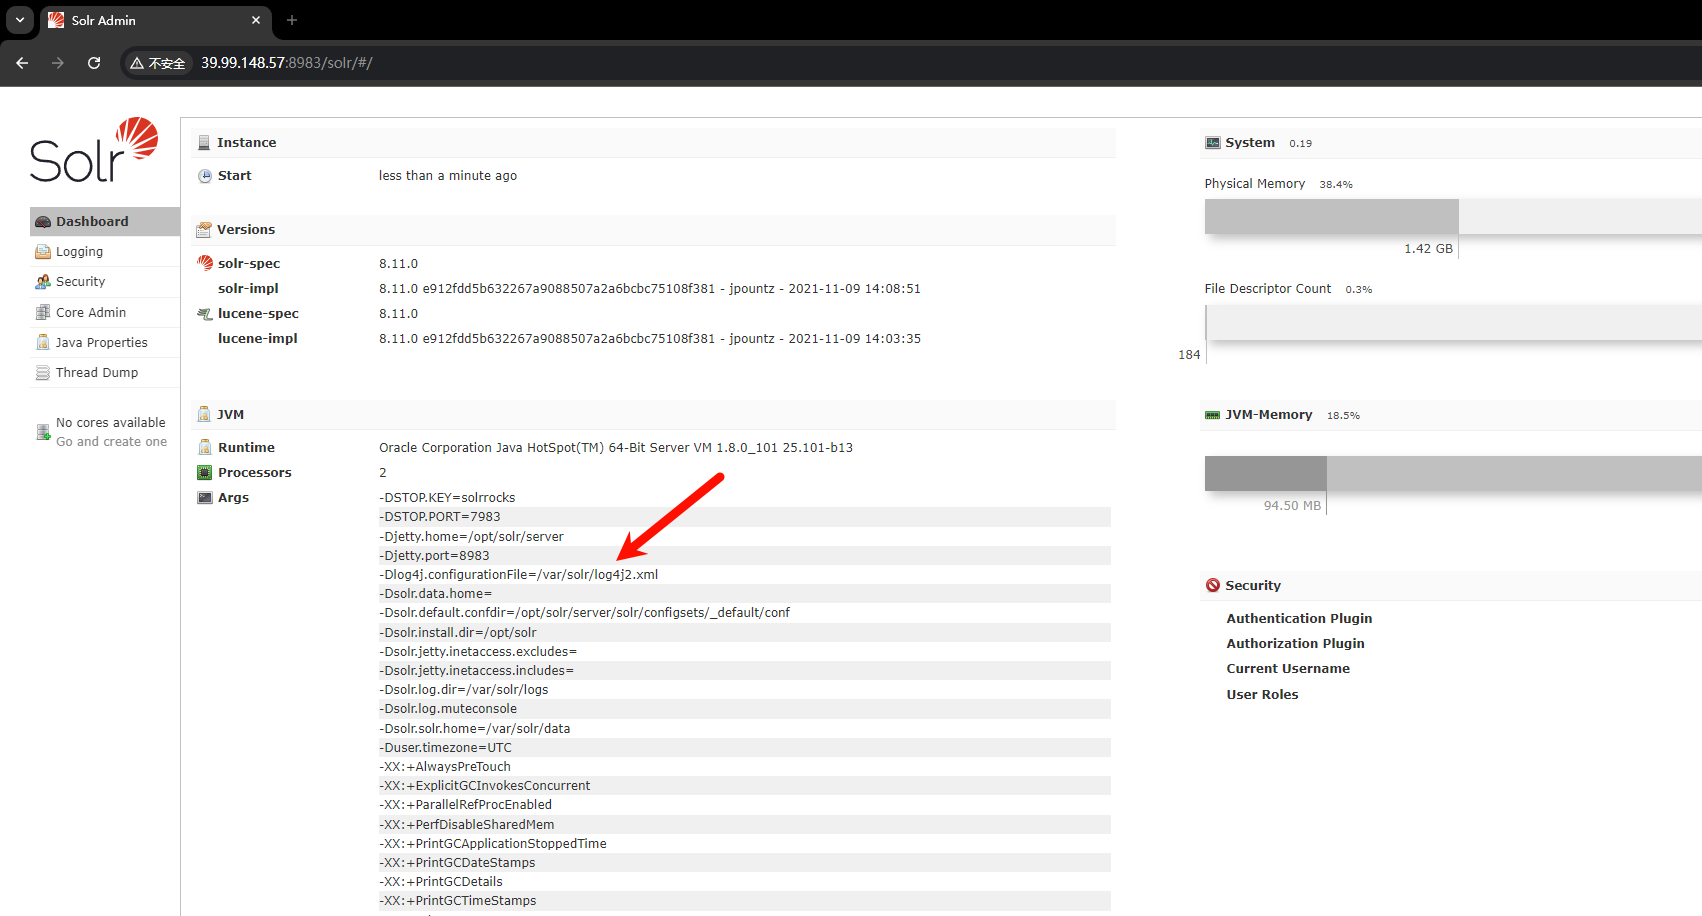 Solr Admin
不安全 39.99.148.57:8983/solr/#/
Solr
Dashboard
Logging
Security
Core Admin
Java Properties
Thread Dump
No cores available
Go and create one
Instance
Start less than a minute ago
Versions
solr-spec 8.11.0
solr-impl 8.11.0 e912fdd5b632267a9088507a2a6bcbc75108f381 - jpountz - 2021-11-09 14:08:51
lucene-spec 8.11.0
lucene-impl 8.11.0 e912fdd5b632267a9088507a2a6bcbc75108f381 - jpountz - 2021-11-09 14:03:35
JVM
Runtime Oracle Corporation Java HotSpot(TM) 64-Bit Server VM 1.8.0_101 25.101-b13
Processors 2
Args -DSTOP.KEY=solrrocks
-DSTOP.PORT=7983
-Djetty.home=/opt/solr/server
-Djetty.port=8983
-Dlog4j.configurationFile=/var/solr/log4j2.xml
-Dsolr.data.home=
-Dsolr.default.confdir=/opt/solr/server/solr/configsets/_default/conf
-Dsolr.install.dir=/opt/solr
-Dsolr.jetty.inetaccess.excludes=
-Dsolr.jetty.inetaccess.includes=
-Dsolr.log.dir=/var/solr/logs
-Dsolr.log.muteconsole
-Dsolr.solr.home=/var/solr/data
-Duser.timezone=UTC
-XX:+AlwaysPreTouch
-XX:+ExplicitGCInvokesConcurrent
-XX:+ParallelRefProcEnabled
-XX:+PerfDisableSharedMem
-XX:+PrintGCApplicationStoppedTime
-XX:+PrintGCDateStamps
-XX:+PrintGCDetails
-XX:+PrintGCTimeStamps
System 0.19
Physical Memory 38.4%
1.42 GB
File Descriptor Count 0.3%
184
JVM-Memory 18.5%
94.50 MB
Security
Authentication Plugin
Authorization Plugin
Current Username
User Roles